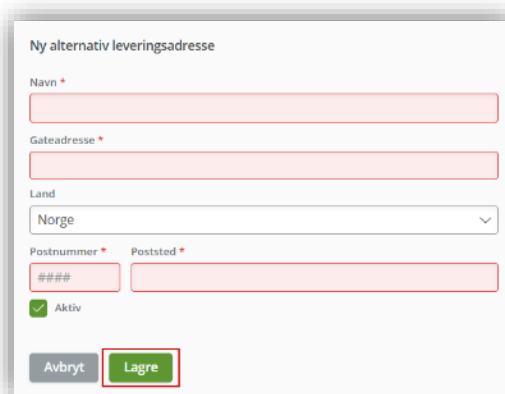 Ny alternativ leveringsadresse
Navn *
Gateadresse *
Land
Norge
Postnummer * Poststed *
####
Aktiv
Avbryt Lagre